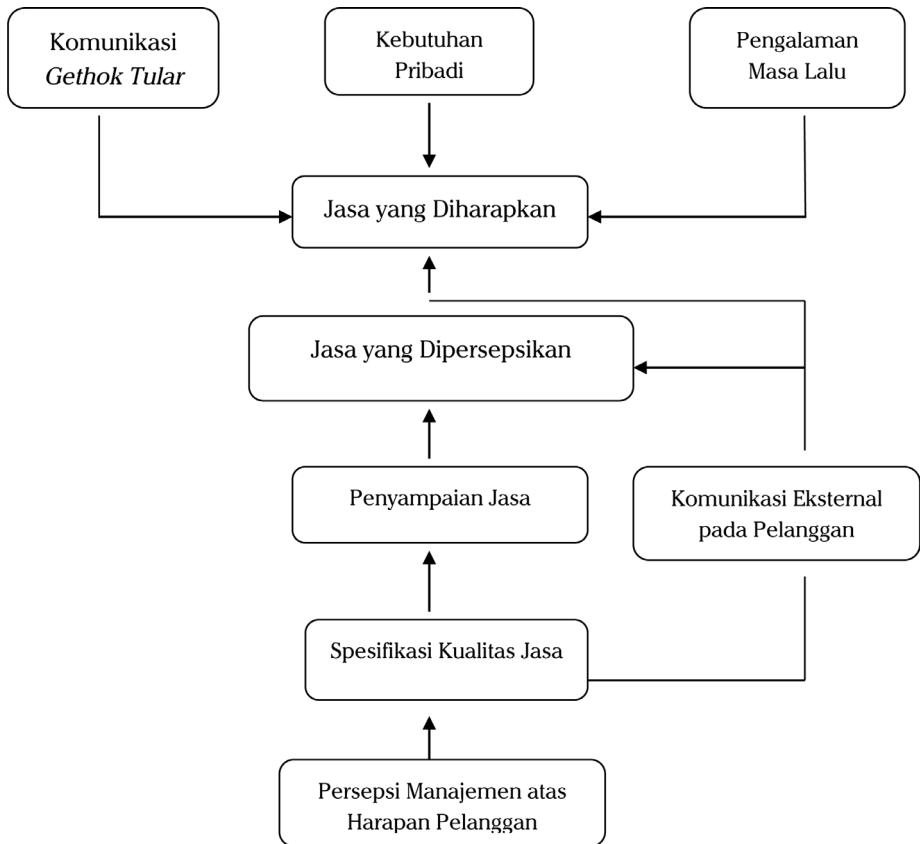 Komunikasi
Gethok Tular
Kebutuhan
Pribadi
Pengalaman
Masa Lalu
Jasa yang Diharapkan
Jasa yang Dipersepsikan
Penyampaian Jasa
Komunikasi Eksternal
pada Pelanggan
Spesifikasi Kualitas Jasa
Persepsi Manajemen atas
Harapan Pelanggan